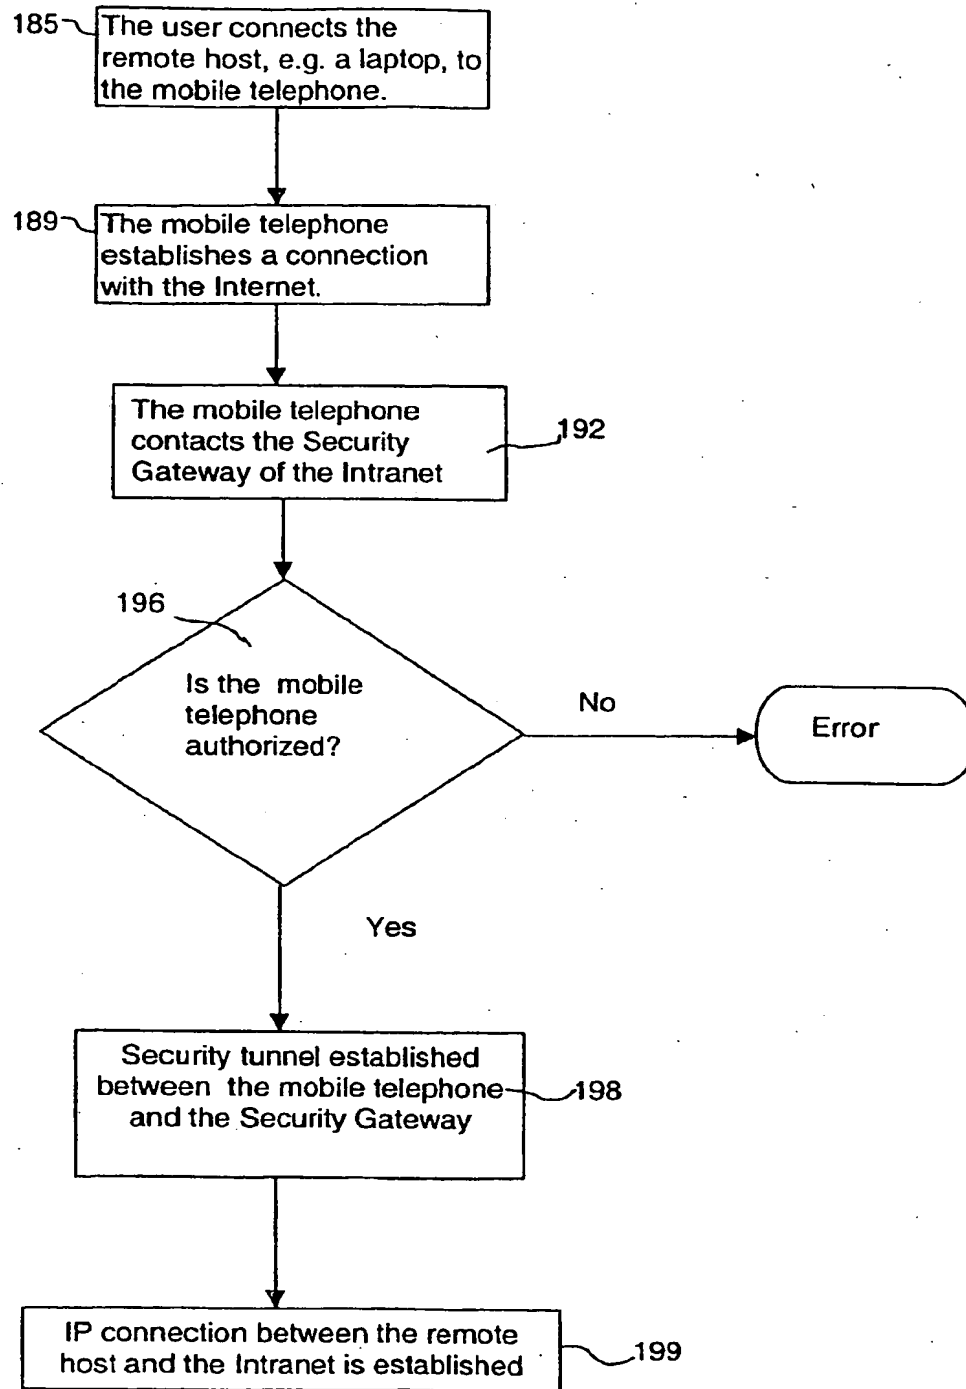 185
The user connects the
remote host, e.g. a laptop, to
the mobile telephone.
189
The mobile telephone
establishes a connection
with the Internet.
The mobile telephone
contacts the Security
Gateway of the Intranet
192
196
Is the mobile
telephone
authorized?
No
Error
Yes
Security tunnel established
between the mobile telephone
and the Security Gateway
198
IP connection between the remote
host and the Intranet is established
199